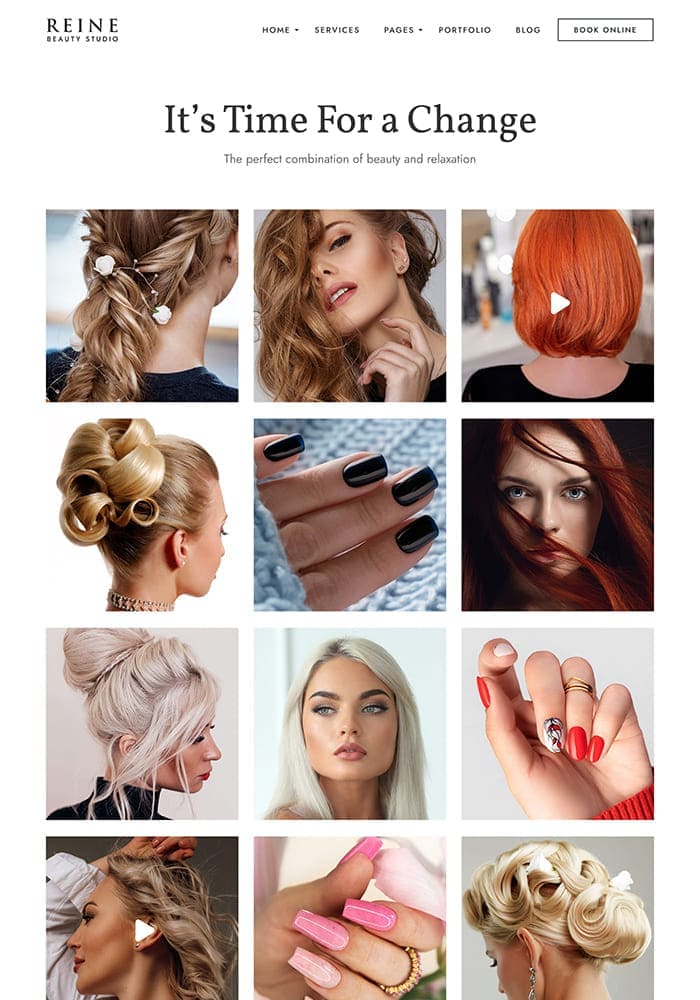 REINE
BEAUTY STUDIO
HOME
SERVICES
PAGES
PORTFOLIO
BLOG
BOOK ONLINE
It’s Time For a Change
The perfect combination of beauty and relaxation